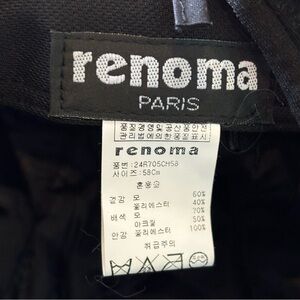 renoma
PARIS
renoma
품번:24R705CH58
사이즈:58Cm
혼용율
겉감 모 60%
폴리에스터 40%
배색 모 70%
아크릴 50%
안감 폴리에스터 100%
취급주의